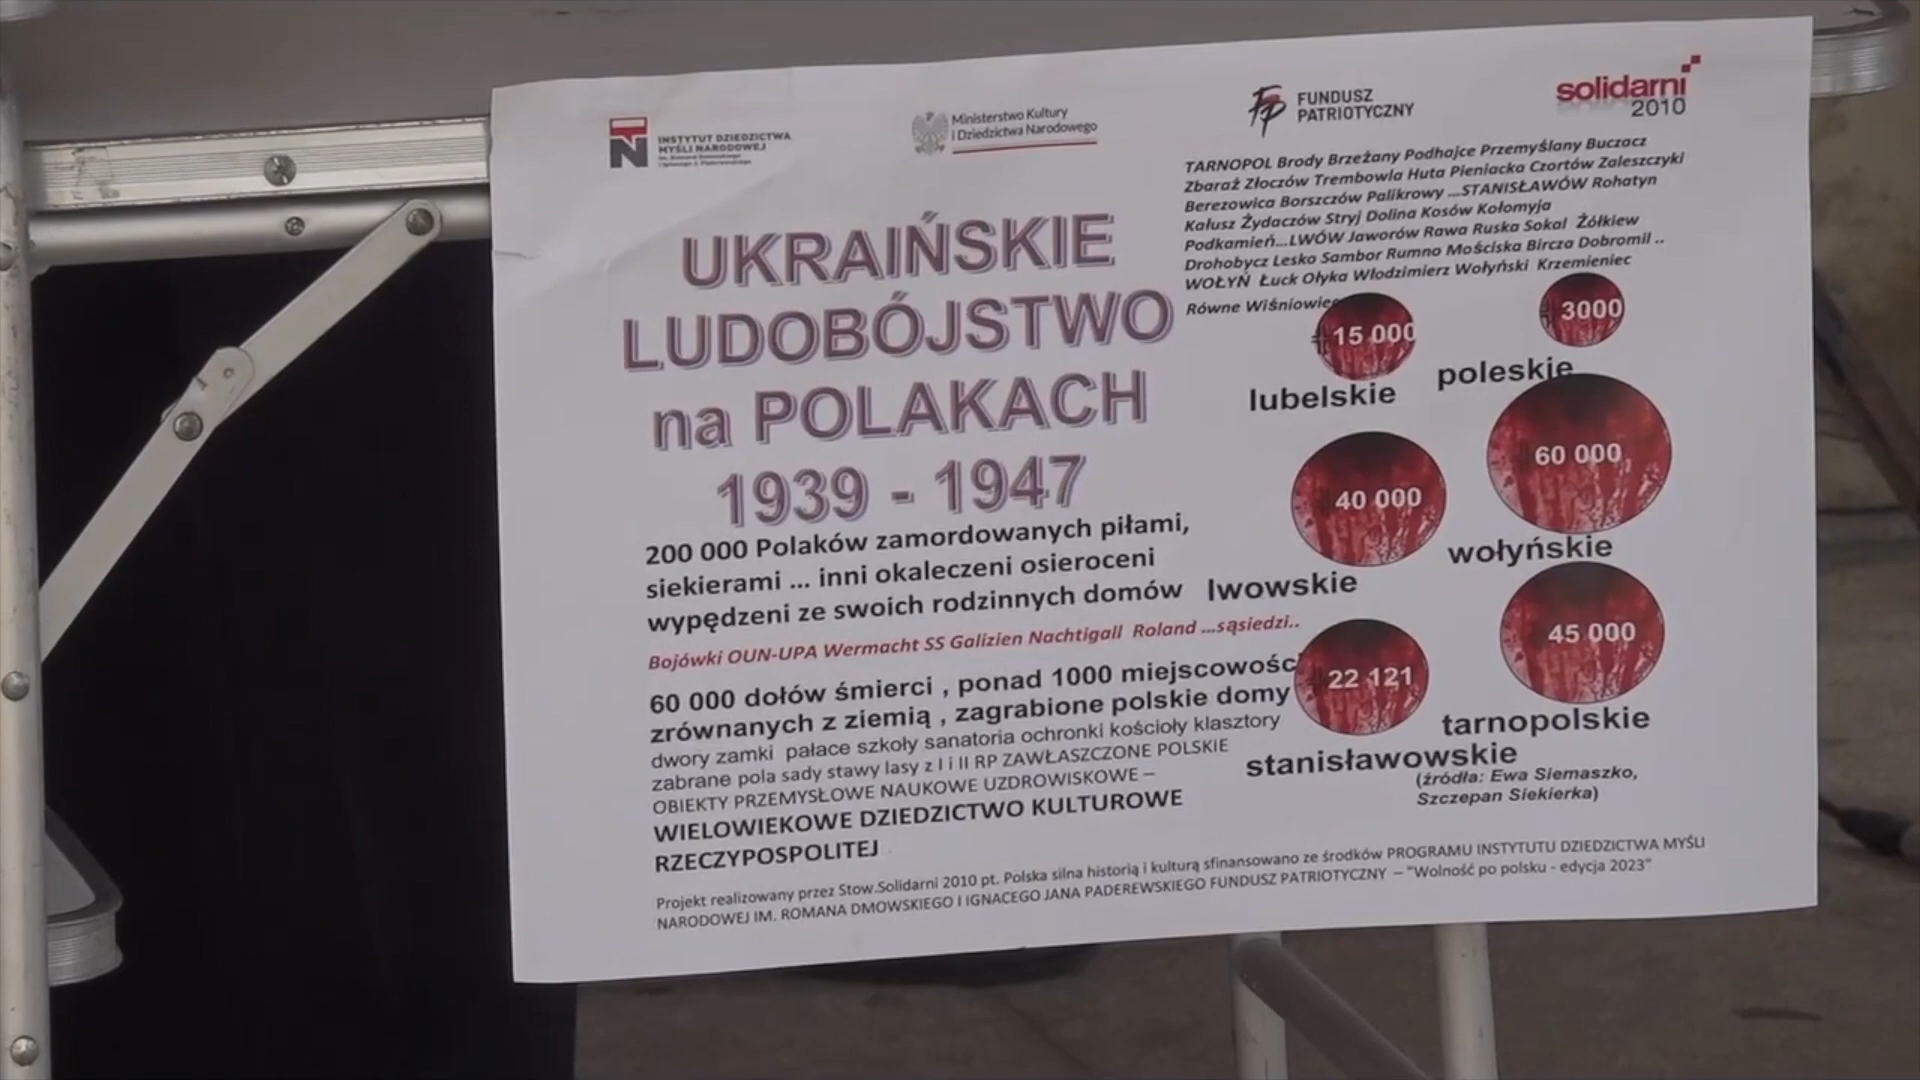 INSTYTUT DZIEDZICTWA
MYŚLI NARODOWEJ
Ministerstwo Kultury
i Dziedzictwa Narodowego
FUNDUSZ
PATRIOTYCZNY
solidarni
2010
TARNOPOL Brody Brzeżany Podhajce Przemyślany Buczacz
Zbaraż Złoczów Trembowla Huta Pieniacka Czortów Zaleszczyki
Berezowica Borszczów Palikrowy ...STANISŁAWÓW Rohatyn
Kałusz Żydaczów Stryj Dolina Kosów Kołomyja
Podkamień...LWÓW Jaworów Rawa Ruska Sokal Żółkiew
Drohobycz Lesko Sambor Rumno Mościska Bircza Dobromil ..
WOŁYŃ Łuck Ołyka Włodzimierz Wołyński Krzemieniec
Równe Wiśniowiec
UKRAIŃSKIE
LUDOBÓJSTWO
na POLAKACH
1939 - 1947
200 000 Polaków zamordowanych piłami,
siekierami ... inni okaleczeni osieroceni
wypędzeni ze swoich rodzinnych domów
Bojówki OUN-UPA Wermacht SS Galizien Nachtigall Roland ...sąsiedzi..
60 000 dołów śmierci , ponad 1000 miejscowości
zrównanych z ziemią , zagrabione polskie domy
dwory zamki pałace szkoły sanatoria ochronki kościoły klasztory
zabrane pola sady stawy lasy z I i II RP ZAWŁASZCZONE POLSKIE
OBIEKTY PRZEMYSŁOWE NAUKOWE UZDROWISKOWE –
WIELOWIEKOWE DZIEDZICTWO KULTUROWE
RZECZYPOSPOLITEJ
15 000
lubelskie
3000
poleskie
40 000
lwowskie
60 000
wołyńskie
22 121
stanisławowskie
45 000
tarnopolskie
(źródła: Ewa Siemaszko,
Szczepan Siekierka)
Projekt realizowany przez Stow.Solidarni 2010 pt. Polska silna historią i kulturą sfinansowano ze środków PROGRAMU INSTYTUTU DZIEDZICTWA MYŚLI
NARODOWEJ IM. ROMANA DMOWSKIEGO I IGNACEGO JANA PADEREWSKIEGO FUNDUSZ PATRIOTYCZNY – "Wolność po polsku - edycja 2023"